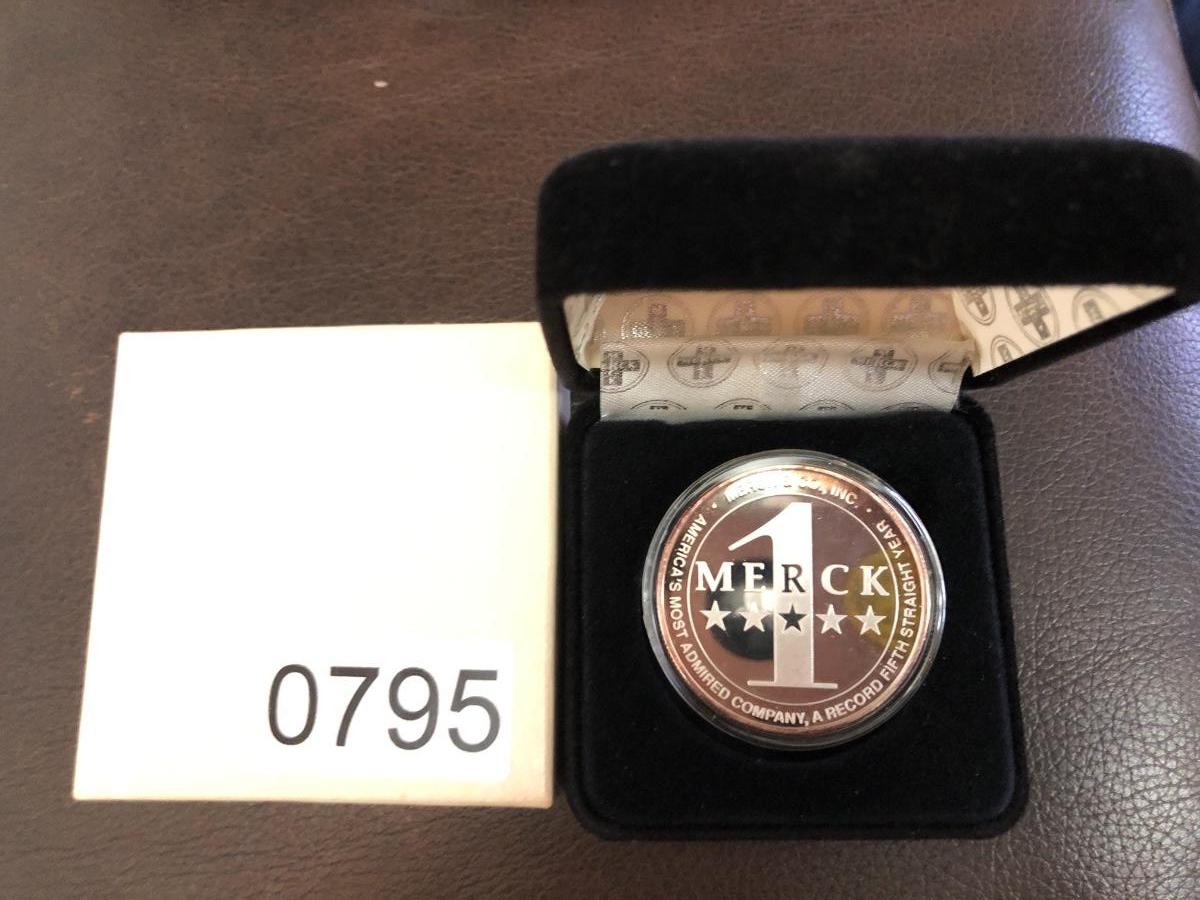 0795
MERCK & CO., INC.
1
MERCK
AMERICA'S MOST ADMIRED COMPANY, A RECORD FIFTH STRAIGHT YEAR